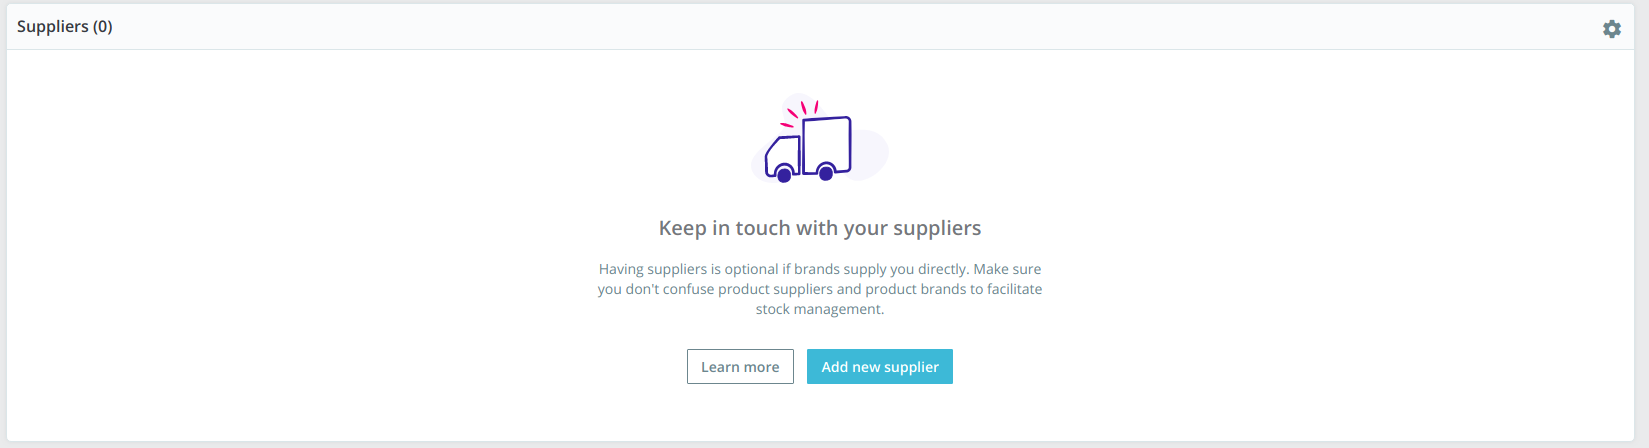 Suppliers (0)
Keep in touch with your suppliers
Having suppliers is optional if brands supply you directly. Make sure
you don't confuse product suppliers and product brands to facilitate
stock management.
Learn more
Add new supplier